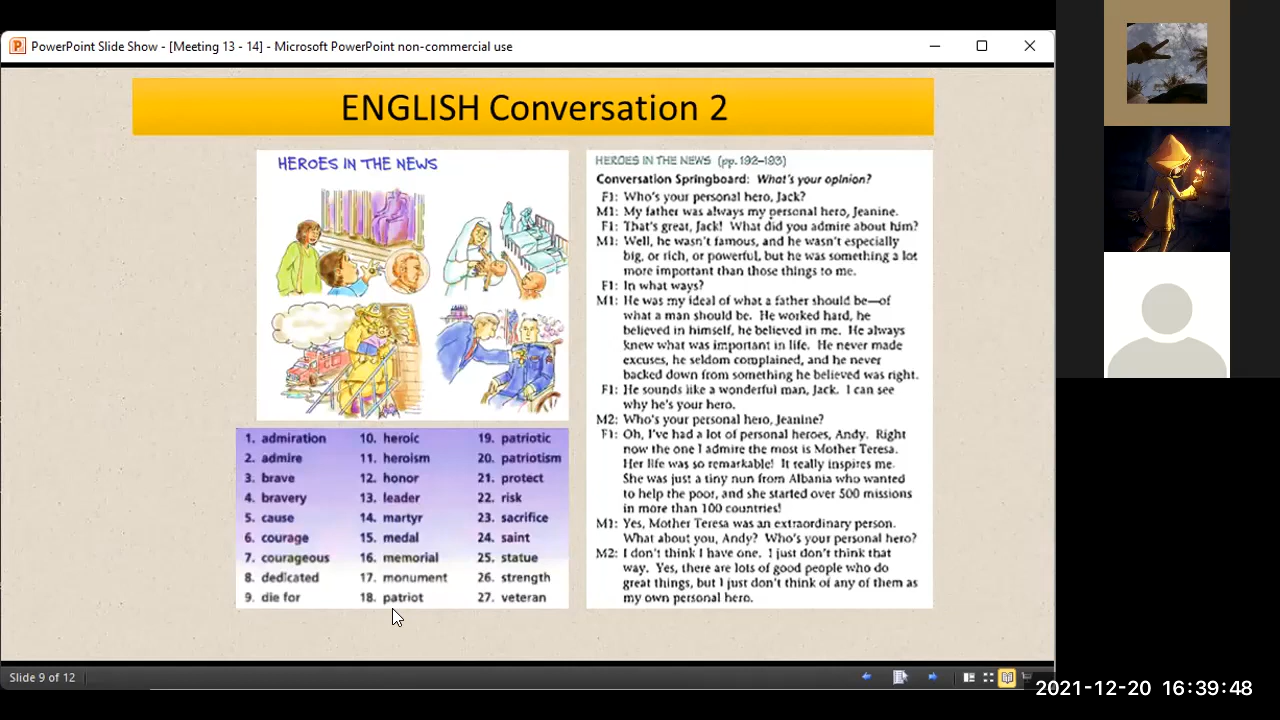 PowerPoint Slide Show - [Meeting 13 - 14] - Microsoft PowerPoint non-commercial use
ENGLISH Conversation 2
HEROES IN THE NEWS
1. admiration
2. admire
3. brave
4. bravery
5. cause
6. courage
7. courageous
8. dedicated
9. die for
10. heroic
11. heroism
12. honor
13. leader
14. martyr
15. medal
16. memorial
17. monument
18. patriot
19. patriotic
20. patriotism
21. protect
22. risk
23. sacrifice
24. saint
25. statue
26. strength
27. veteran
HEROES IN THE NEWS (pp. 192-193)
Conversation Springboard: What's your opinion?
F1: Who's your personal hero, Jack?
M1: My father was always my personal hero, Jeanine.
F1: That's great, Jack! What did you admire about him?
M1: Well, he wasn't famous, and he wasn't especially
big, or rich, or powerful, but he was something a lot
more important than those things to me.
F1: In what ways?
M1: He was my ideal of what a father should be—of
what a man should be. He worked hard, he
believed in himself, he believed in me. He always
knew what was important in life. He never made
excuses, he seldom complained, and he never
backed down from something he believed was right.
F1: He sounds like a wonderful man, Jack. I can see
why he's your hero.
M2: Who's your personal hero, Jeanine?
F1: Oh, I've had a lot of personal heroes, Andy. Right
now the one I admire the most is Mother Teresa.
Her life was so remarkable! It really inspires me.
She was just a tiny nun from Albania who wanted
to help the poor, and she started over 500 missions
in more than 100 countries!
M1: Yes, Mother Teresa was an extraordinary person.
What about you, Andy? Who's your personal hero?
M2: I don't think I have one. I just don't think that
way. Yes, there are lots of good people who do
great things, but I just don't think of any of them as
my own personal hero.
Slide 9 of 12
2021-12-20 16:39:48